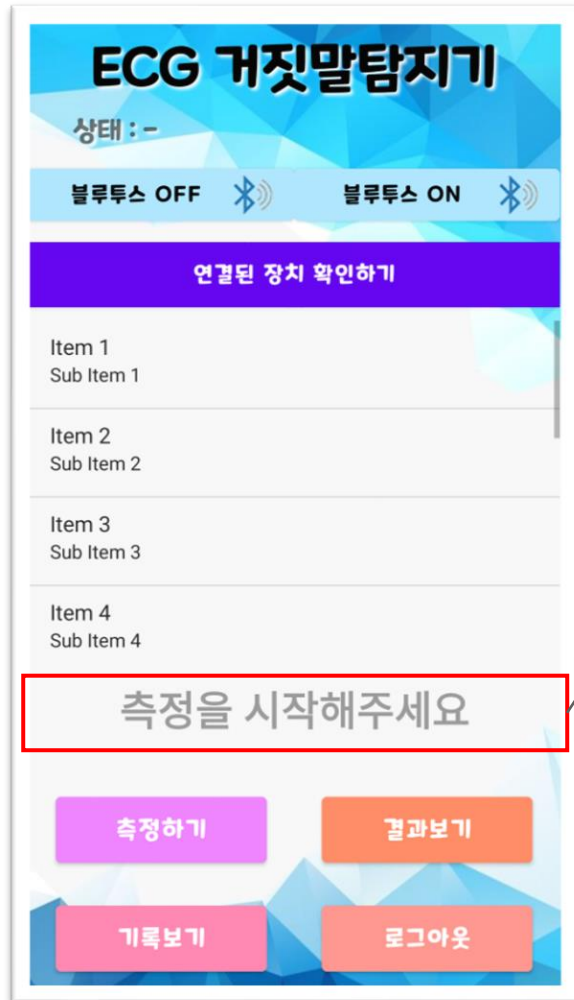 ECG 거짓말탐지기
상태 : -
블루투스 OFF 블루투스 ON
연결된 장치 확인하기
Item 1
Sub Item 1
Item 2
Sub Item 2
Item 3
Sub Item 3
Item 4
Sub Item 4
측정을 시작해주세요
측정하기 결과보기
기록보기 로그아웃